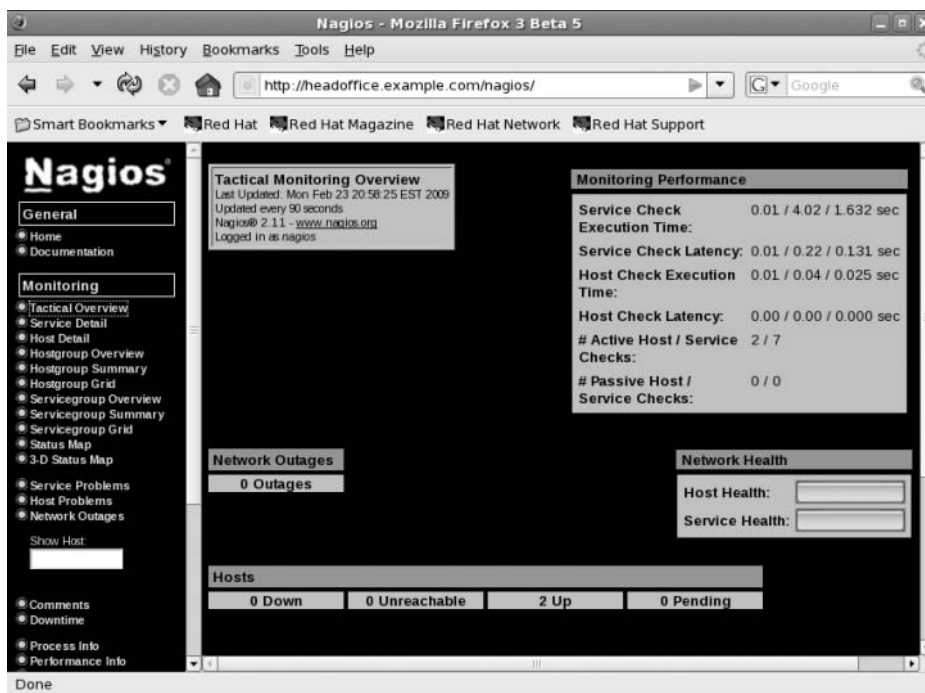 Nagios - Mozilla Firefox 3 Beta 5
File Edit View History Bookmarks Tools Help
http://headoffice.example.com/nagios/
G Google
Smart Bookmarks Red Hat Red Hat Magazine Red Hat Network Red Hat Support
Nagios®
General
Home
Documentation
Monitoring
Tactical Overview
Service Detail
Host Detail
Hostgroup Overview
Hostgroup Summary
Hostgroup Grid
Servicegroup Overview
Servicegroup Summary
Servicegroup Grid
Status Map
3-D Status Map
Service Problems
Host Problems
Network Outages
Show Host:
Comments
Downtime
Process Info
Performance Info
Tactical Monitoring Overview
Last Updated: Mon Feb 23 20:58:25 EST 2009
Updated every 90 seconds
Nagios® 2.11 - www.nagios.org
Logged in as nagios
Monitoring Performance
Service Check Execution Time: 0.01 / 4.02 / 1.632 sec
Service Check Latency: 0.01 / 0.22 / 0.131 sec
Host Check Execution Time: 0.01 / 0.04 / 0.025 sec
Host Check Latency: 0.00 / 0.00 / 0.000 sec
# Active Host / Service Checks: 2 / 7
# Passive Host / Service Checks: 0 / 0
Network Outages
0 Outages
Network Health
Host Health:
Service Health:
Hosts
0 Down 0 Unreachable 2 Up 0 Pending
Done